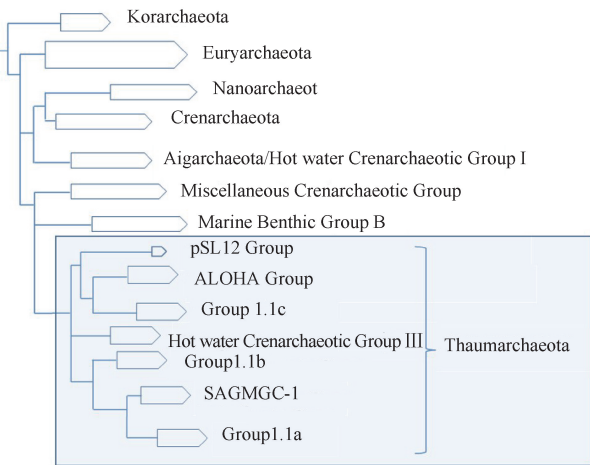 Korarchaeota
Euryarchaeota
Nanoarchaeot
Crenarchaeota
Aigarchaeota/Hot water Crenarchaeotic Group I
Miscellaneous Crenarchaeotic Group
Marine Benthic Group B
pSL12 Group
ALOHA Group
Group 1.1c
Hot water Crenarchaeotic Group III
Thaumarchaeota
Group1.1b
SAGMGC-1
Group1.1a